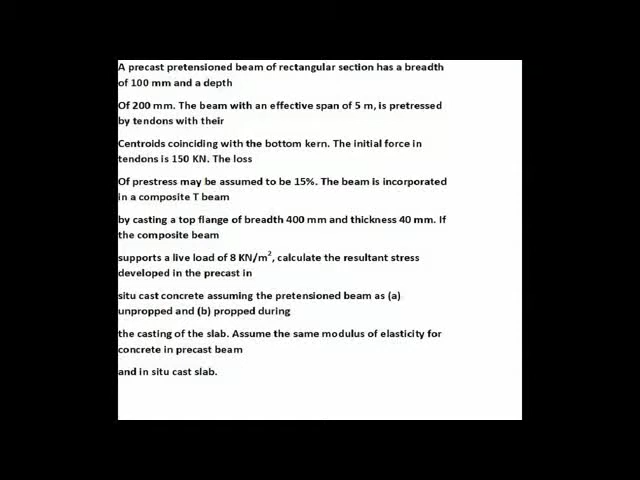 A precast pretensioned beam of rectangular section has a breadth
of 100 mm and a depth
Of 200 mm. The beam with an effective span of 5 m, is pretressed
by tendons with their
Centroids coinciding with the bottom kern. The initial force in
tendons is 150 KN. The loss
Of prestress may be assumed to be 15%. The beam is incorporated
in a composite T beam
by casting a top flange of breadth 400 mm and thickness 40 mm. If
the composite beam
supports a live load of 8 KN/m², calculate the resultant stress
developed in the precast in
situ cast concrete assuming the pretensioned beam as (a)
unpropped and (b) propped during
the casting of the slab. Assume the same modulus of elasticity for
concrete in precast beam
and in situ cast slab.